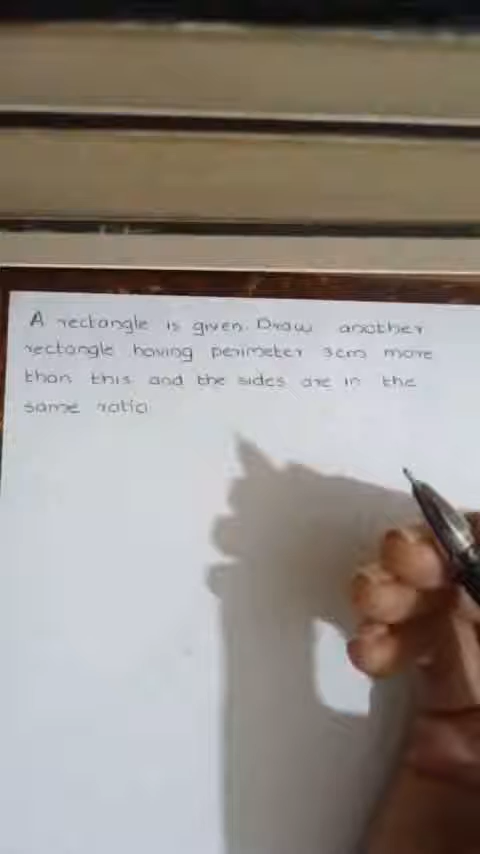 A rectangle is given. Draw another
rectangle having perimeter 3cm more
than this and the sides are in the
same ratio